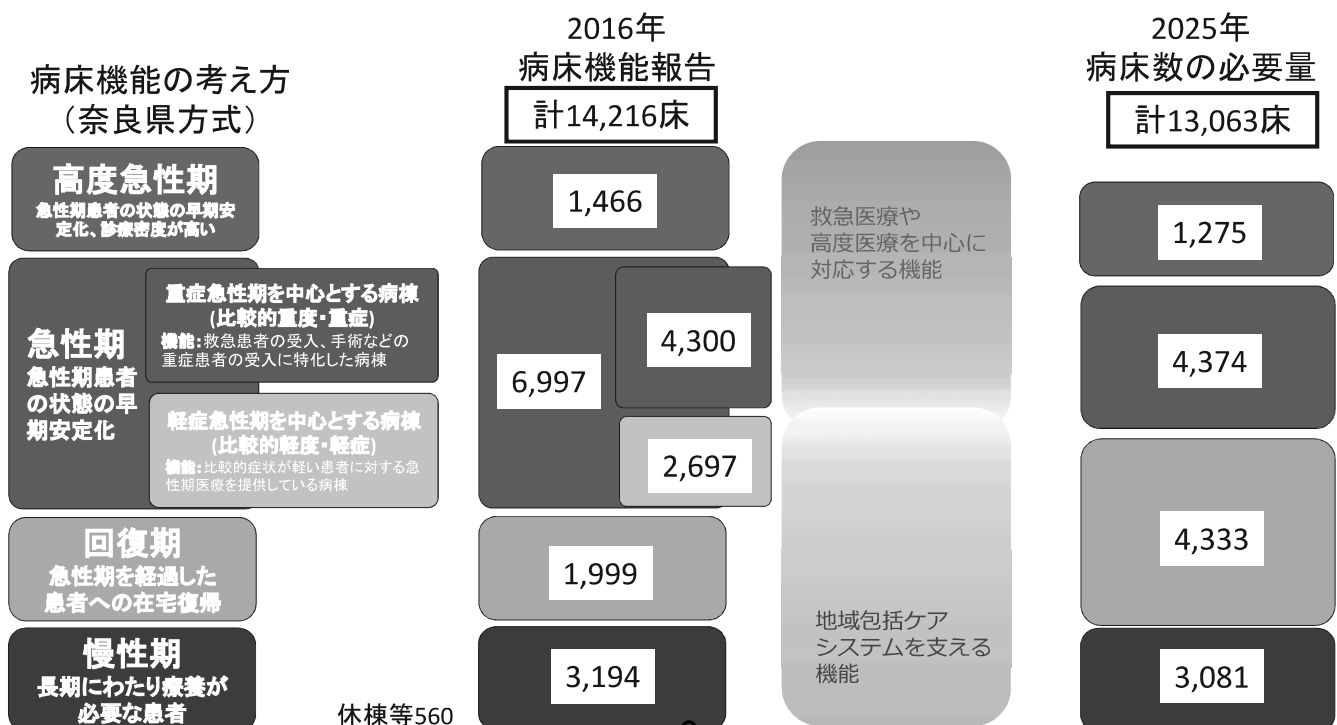 病床機能の考え方
（奈良県方式）
高度急性期
急性期患者の状態の早期安
定化、診療密度が高い
急性期
急性期患者
の状態の早
期安定化
重症急性期を中心とする病棟
(比較的重度・重症)
機能：救急患者の受入、手術などの
重症患者の受入に特化した病棟
軽症急性期を中心とする病棟
(比較的軽度・軽症)
機能：比較的症状が軽い患者に対する急
性期医療を提供している病棟
回復期
急性期を経過した
患者への在宅復帰
慢性期
長期にわたり療養が
必要な患者
2016年
病床機能報告
計14,216床
1,466
6,997
4,300
2,697
1,999
3,194
休棟等560
救急医療や
高度医療を中心に
対応する機能
地域包括ケア
システムを支える
機能
2025年
病床数の必要量
計13,063床
1,275
4,374
4,333
3,081